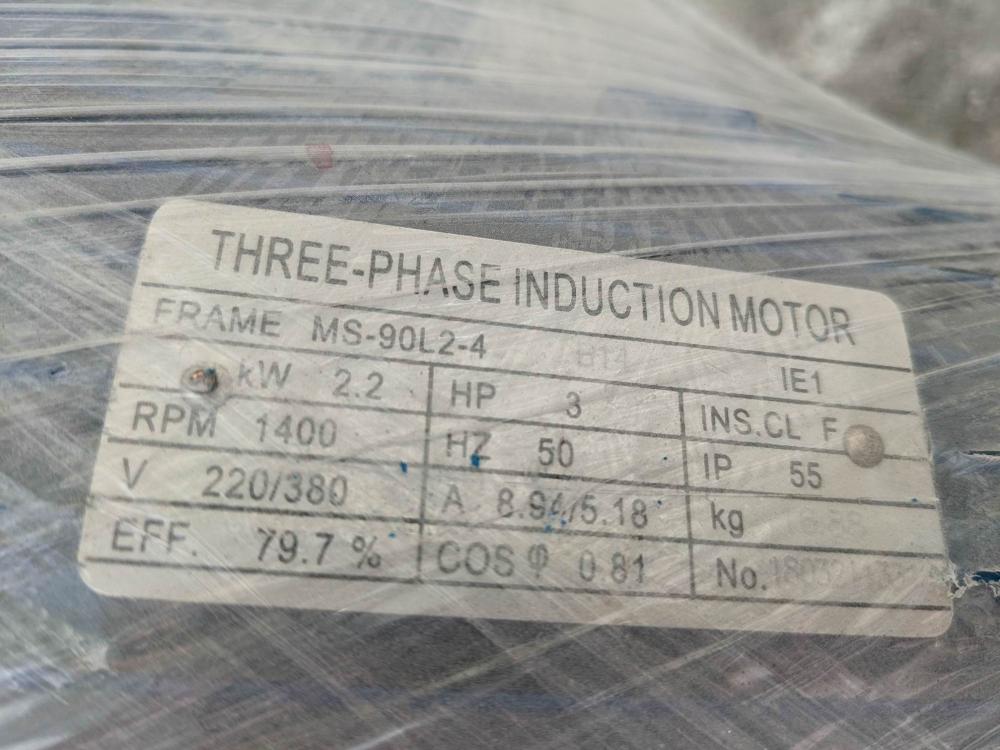 THREE-PHASE INDUCTION MOTOR
FRAME MS-90L2-4 B14 IE1
kW 2.2 HP 3 INS.CL F
RPM 1400 HZ 50 IP 55
V 220/380 A 8.94/5.18 kg
EFF. 79.7 % COS φ 0.81 No.